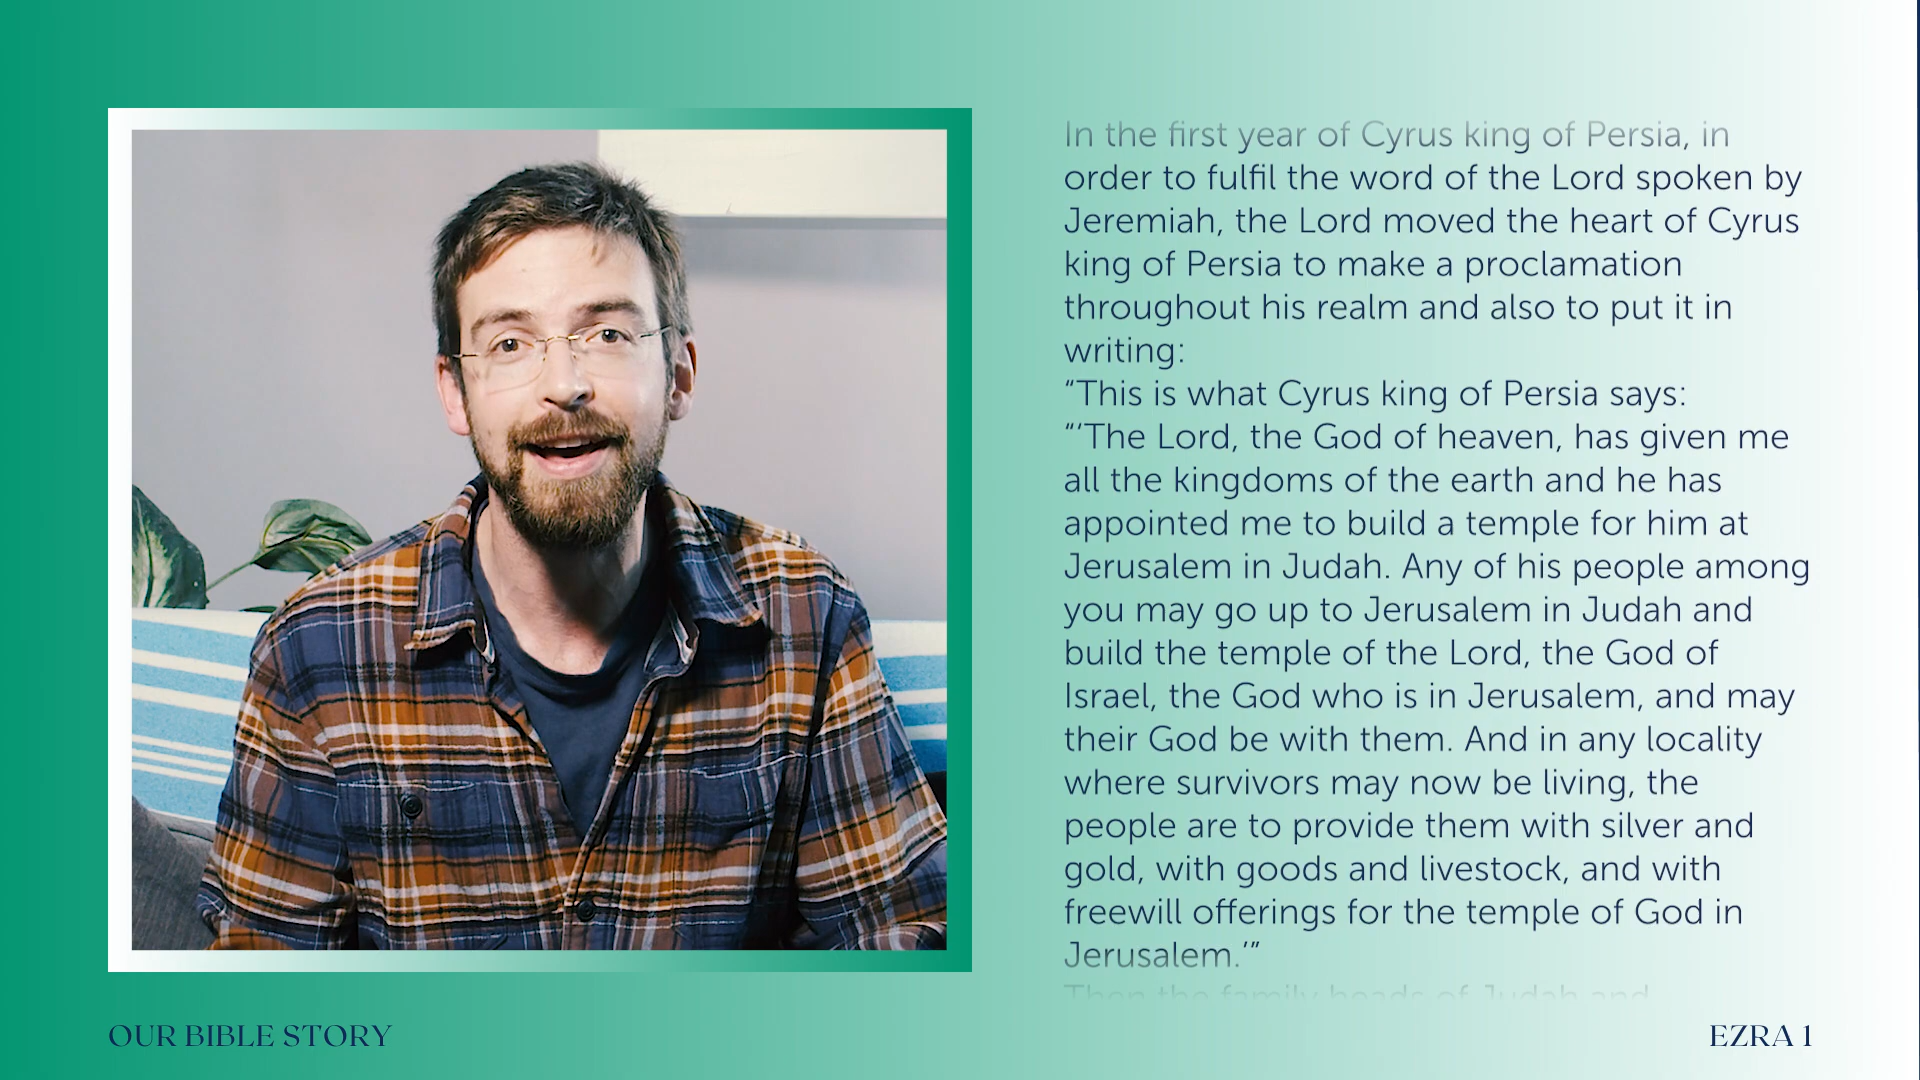 In the first year of Cyrus king of Persia, in
order to fulfil the word of the Lord spoken by
Jeremiah, the Lord moved the heart of Cyrus
king of Persia to make a proclamation
throughout his realm and also to put it in
writing:
“This is what Cyrus king of Persia says:
“‘The Lord, the God of heaven, has given me
all the kingdoms of the earth and he has
appointed me to build a temple for him at
Jerusalem in Judah. Any of his people among
you may go up to Jerusalem in Judah and
build the temple of the Lord, the God of
Israel, the God who is in Jerusalem, and may
their God be with them. And in any locality
where survivors may now be living, the
people are to provide them with silver and
gold, with goods and livestock, and with
freewill offerings for the temple of God in
Jerusalem.’”
Then the family heads of Judah and
OUR BIBLE STORY
EZRA 1